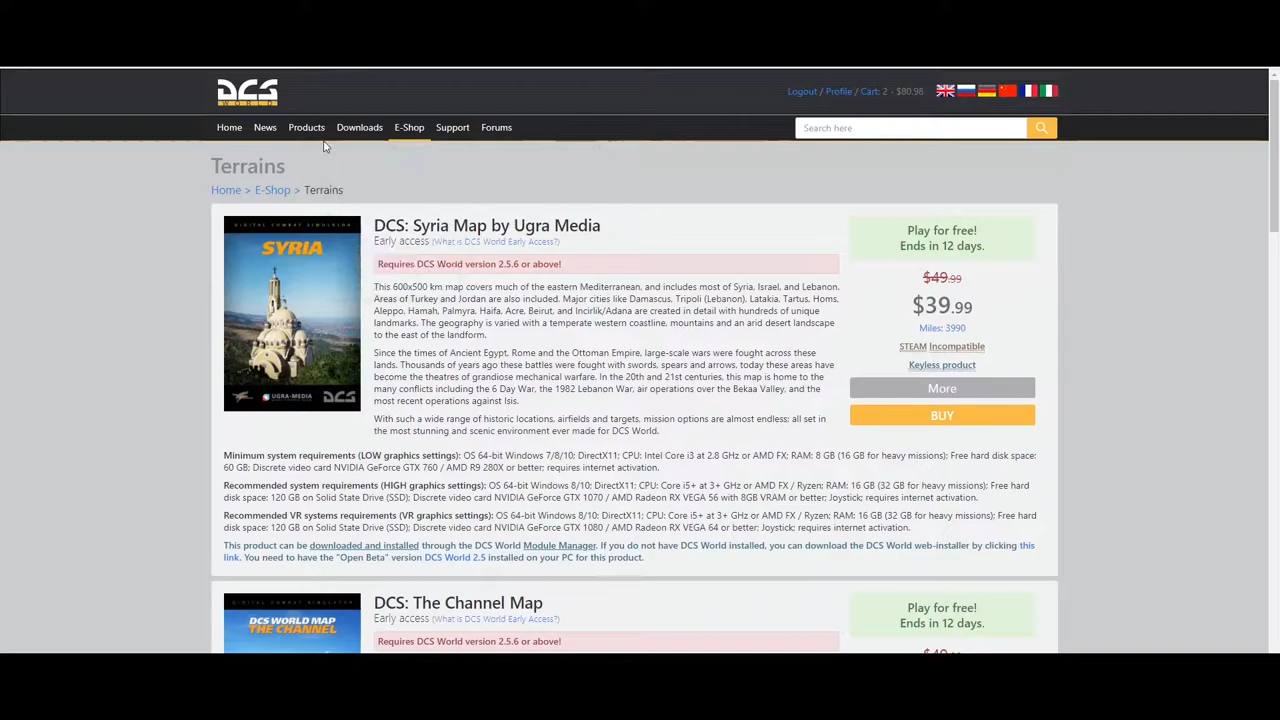 DCS
WORLD
Logout / Profile / Cart: 2 - $80.98
Home News Products Downloads E-Shop Support Forums
Search here
Terrains
Home > E-Shop > Terrains
DIGITAL COMBAT SIMULATOR
SYRIA
UGRA-MEDIA
DCS
DCS: Syria Map by Ugra Media
Early access (What is DCS World Early Access?)
Requires DCS World version 2.5.6 or above!
This 600x500 km map covers much of the eastern Mediterranean, and includes most of Syria, Israel, and Lebanon.
Areas of Turkey and Jordan are also included. Major cities like Damascus, Tripoli (Lebanon), Latakia, Tartus, Homs,
Aleppo, Hamah, Palmyra, Haifa, Acre, Beirut, and Incirlik/Adana are created in detail with hundreds of unique
landmarks. The geography is varied with a temperate western coastline, mountains and an arid desert landscape
to the east of the landform.
Since the times of Ancient Egypt, Rome and the Ottoman Empire, large-scale wars were fought across these
lands. Thousands of years ago these battles were fought with swords, spears and arrows, today these areas have
become the theatres of grandiose mechanical warfare. In the 20th and 21st centuries, this map is home to the
many conflicts including the 6 Day War, the 1982 Lebanon War, air operations over the Bekaa Valley, and the
most recent operations against Isis.
With such a wide range of historic locations, airfields and targets, mission options are almost endless; all set in
the most stunning and scenic environment ever made for DCS World.
Play for free!
Ends in 12 days.
$49.99
$39.99
Miles: 3990
STEAM Incompatible
Keyless product
More
BUY
Minimum system requirements (LOW graphics settings): OS 64-bit Windows 7/8/10; DirectX11; CPU: Intel Core i3 at 2.8 GHz or AMD FX; RAM: 8 GB (16 GB for heavy missions); Free hard disk space:
60 GB; Discrete video card NVIDIA GeForce GTX 760 / AMD R9 280X or better; requires internet activation.
Recommended system requirements (HIGH graphics settings): OS 64-bit Windows 8/10; DirectX11; CPU: Core i5+ at 3+ GHz or AMD FX / Ryzen; RAM: 16 GB (32 GB for heavy missions); Free hard
disk space: 120 GB on Solid State Drive (SSD); Discrete video card NVIDIA GeForce GTX 1070 / AMD Radeon RX VEGA 56 with 8GB VRAM or better; Joystick; requires internet activation.
Recommended VR systems requirements (VR graphics settings): OS 64-bit Windows 8/10; DirectX11; CPU: Core i5+ at 3+ GHz or AMD FX / Ryzen; RAM: 16 GB (32 GB for heavy missions); Free hard
disk space: 120 GB on Solid State Drive (SSD); Discrete video card NVIDIA GeForce GTX 1080 / AMD Radeon RX VEGA 64 or better; Joystick; requires internet activation.
This product can be downloaded and installed through the DCS World Module Manager. If you do not have DCS World installed, you can download the DCS World web-installer by clicking this
link. You need to have the "Open Beta" version DCS World 2.5 installed on your PC for this product.
DIGITAL COMBAT SIMULATOR
DCS WORLD MAP
THE CHANNEL
DCS: The Channel Map
Early access (What is DCS World Early Access?)
Requires DCS World version 2.5.6 or above!
Play for free!
Ends in 12 days.